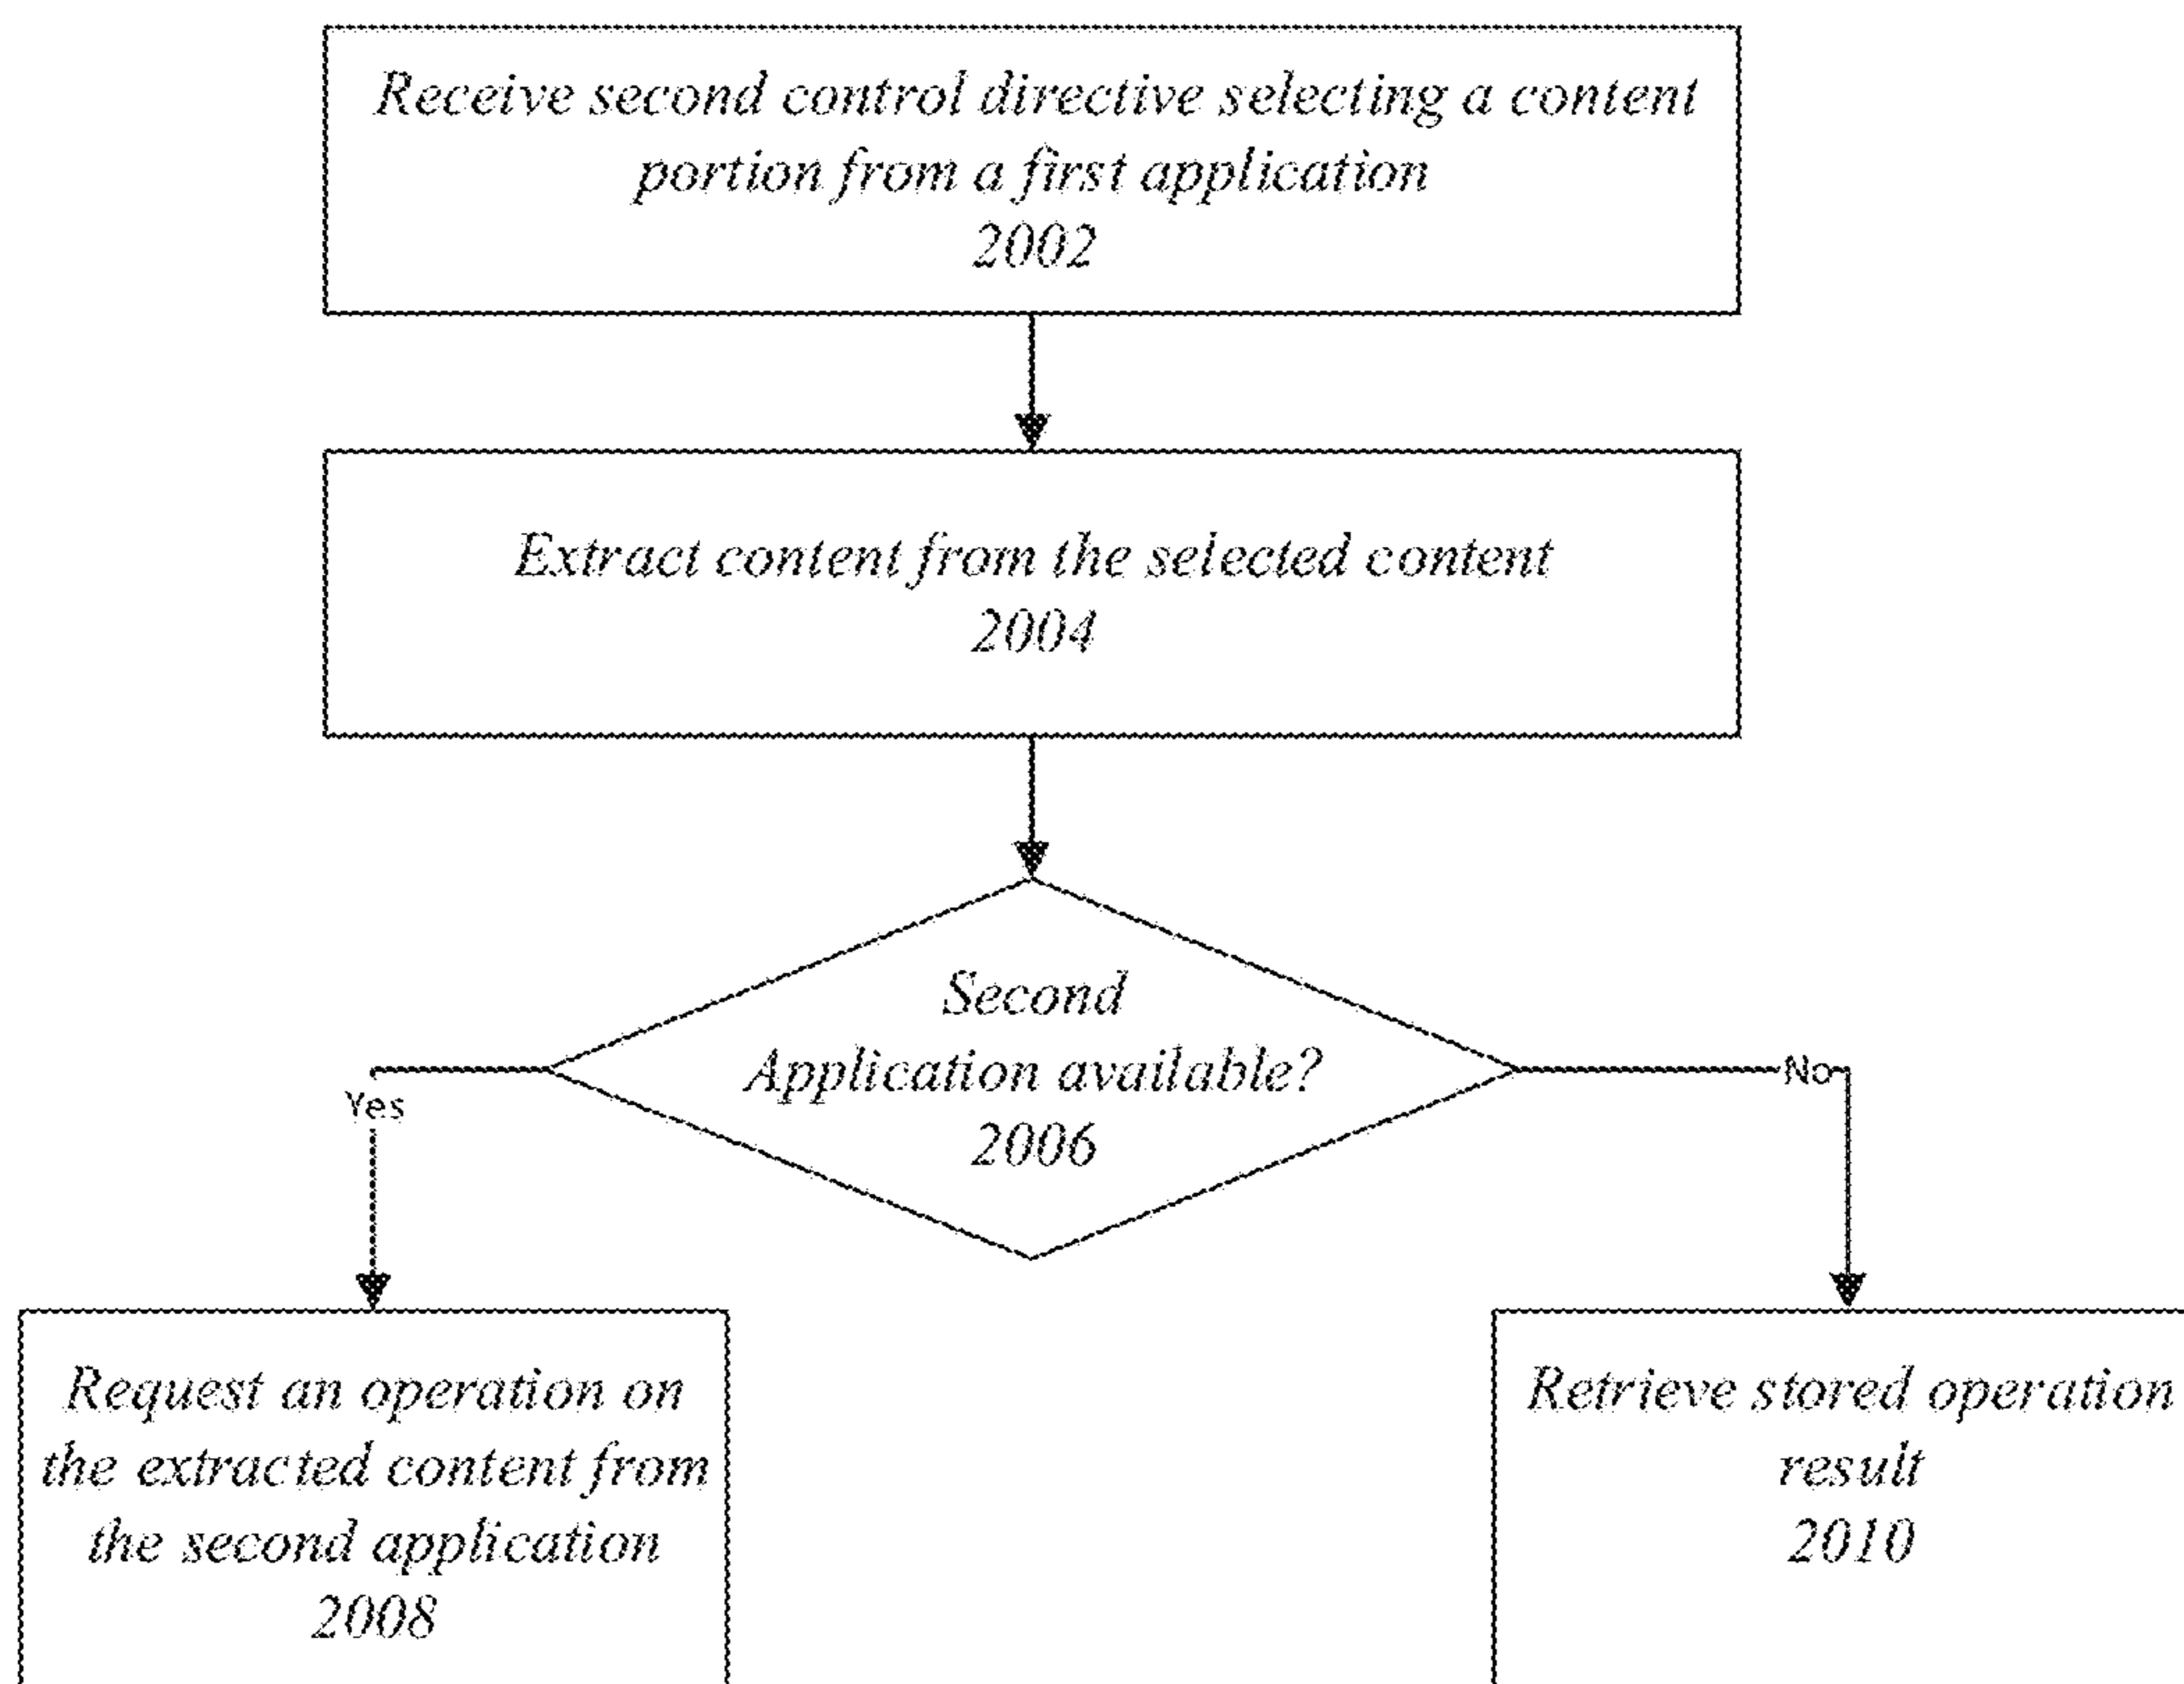 Receive second control directive selecting a content
portion from a first application
2002
Extract content from the selected content
2004
Second
Application available?
2006
Yes
No
Request an operation on
the extracted content from
the second application
2008
Retrieve stored operation
result
2010